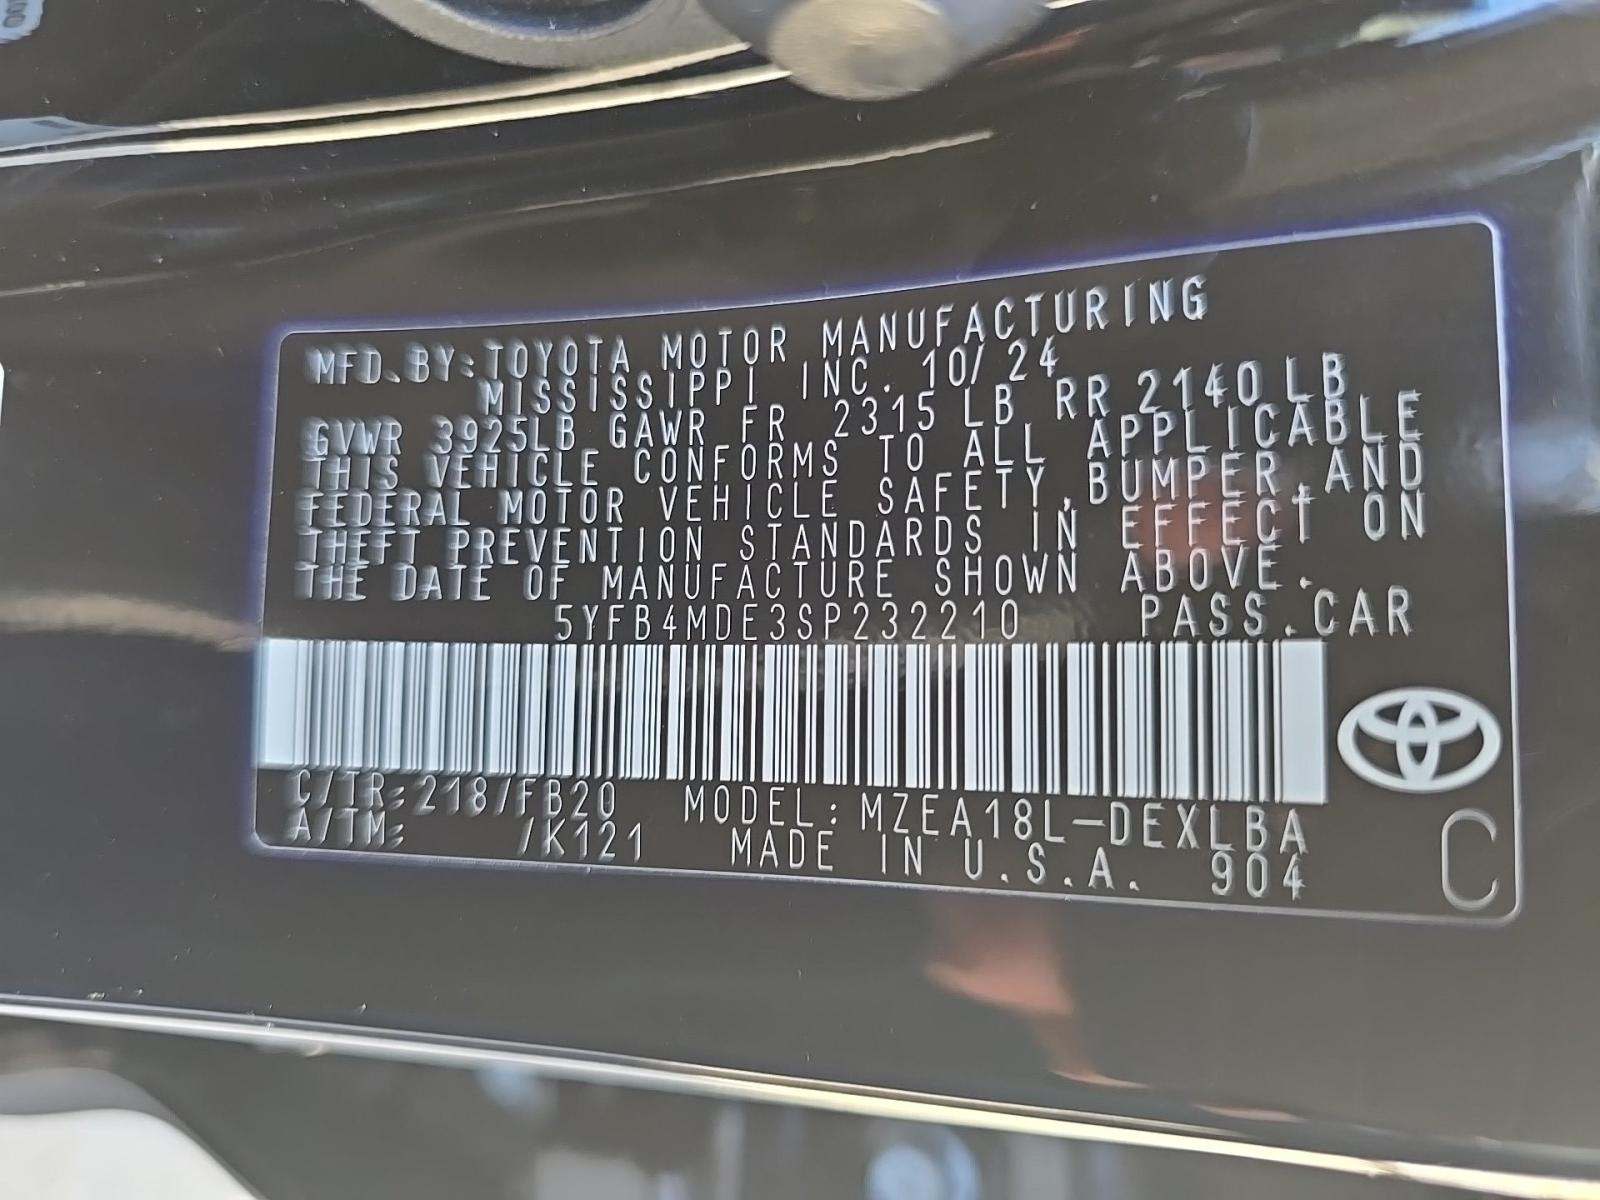 MFD. BY: TOYOTA MOTOR MANUFACTURING
MISSISSIPPI INC. 10/24
GVWR 3925LB GAWR FR 2315 LB RR 2140 LB
THIS VEHICLE CONFORMS TO ALL APPLICABLE
FEDERAL MOTOR VEHICLE SAFETY, BUMPER, AND
THEFT PREVENTION STANDARDS IN EFFECT ON
THE DATE OF MANUFACTURE SHOWN ABOVE.
5YFB4MDE3SP232210 PASS. CAR
C/TR: 218/FB20 MODEL: MZEA18L-DEXLBA
A/TM: /K121 MADE IN U.S.A. 904
C